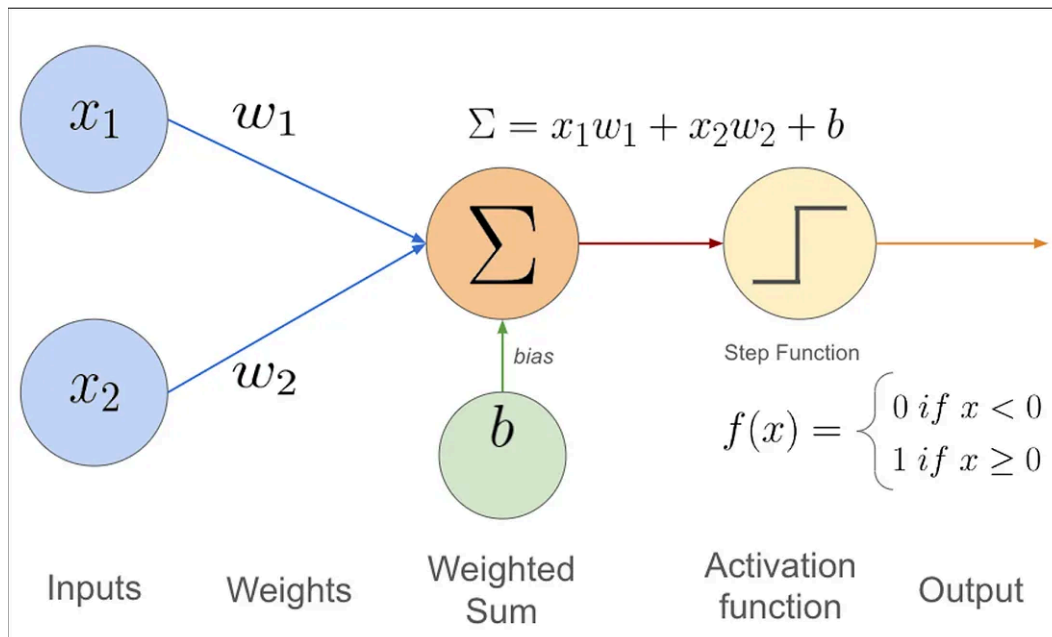 x₁
w₁
Σ = x₁w₁ + x₂w₂ + b
Σ
x₂
w₂
bias
b
Step Function
f(x) = { 0 if x < 0
1 if x ≥ 0
Inputs
Weights
Weighted
Sum
Activation
function
Output